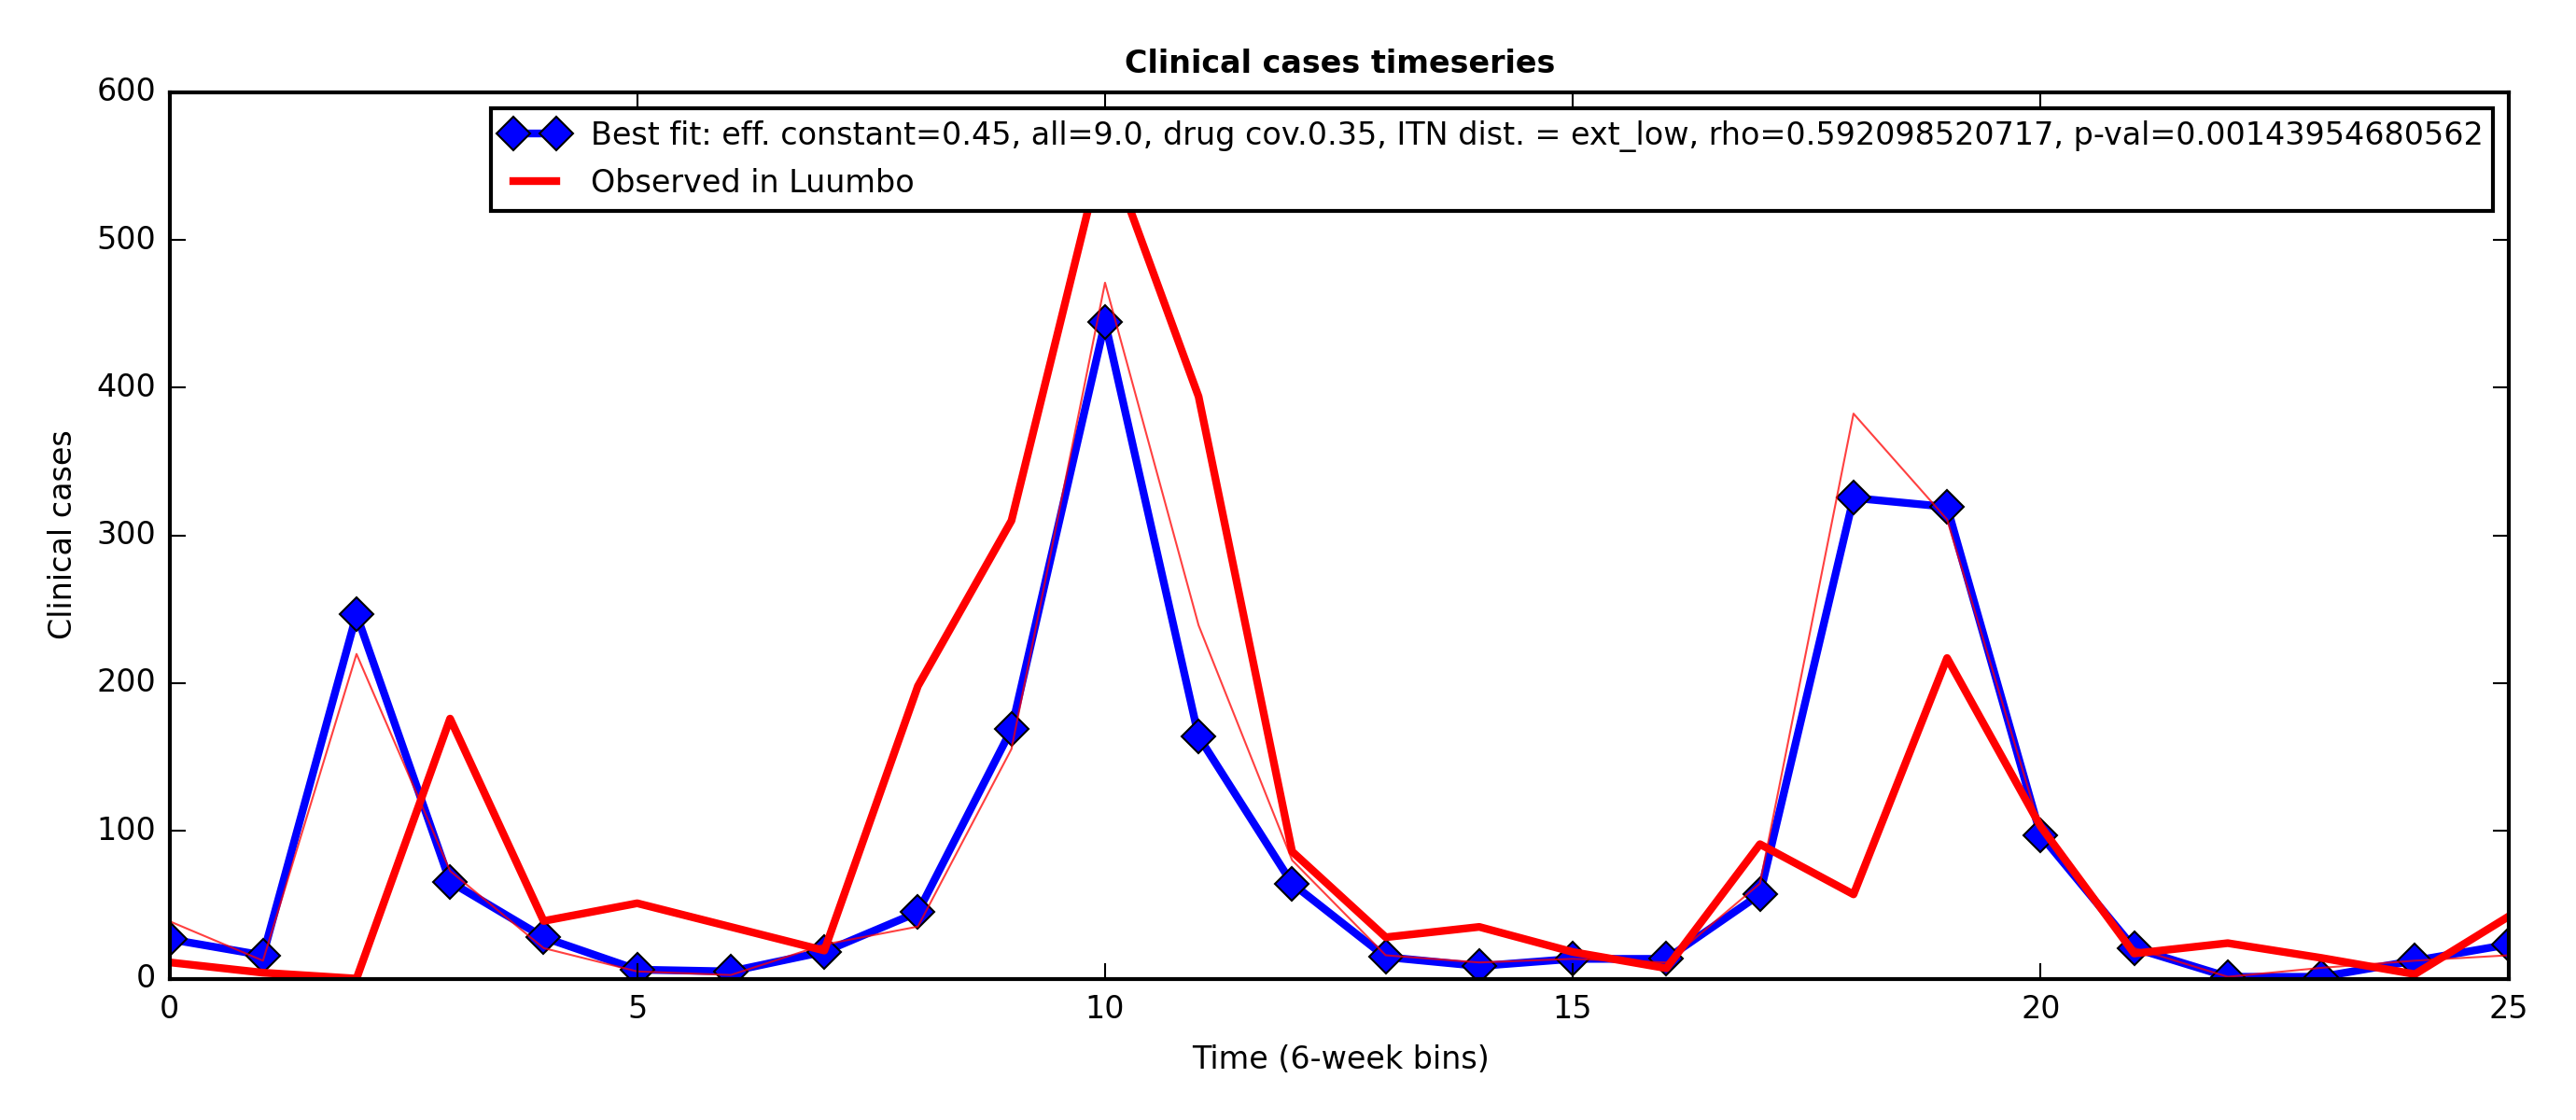 Clinical cases timeseries
600
500
400
300
200
100
0
Clinical cases
Best fit: eff. constant=0.45, all=9.0, drug cov.0.35, ITN dist. = ext_low, rho=0.592098520717, p-val=0.00143954680562
Observed in Luumbo
0 5 10 15 20 25
Time (6-week bins)